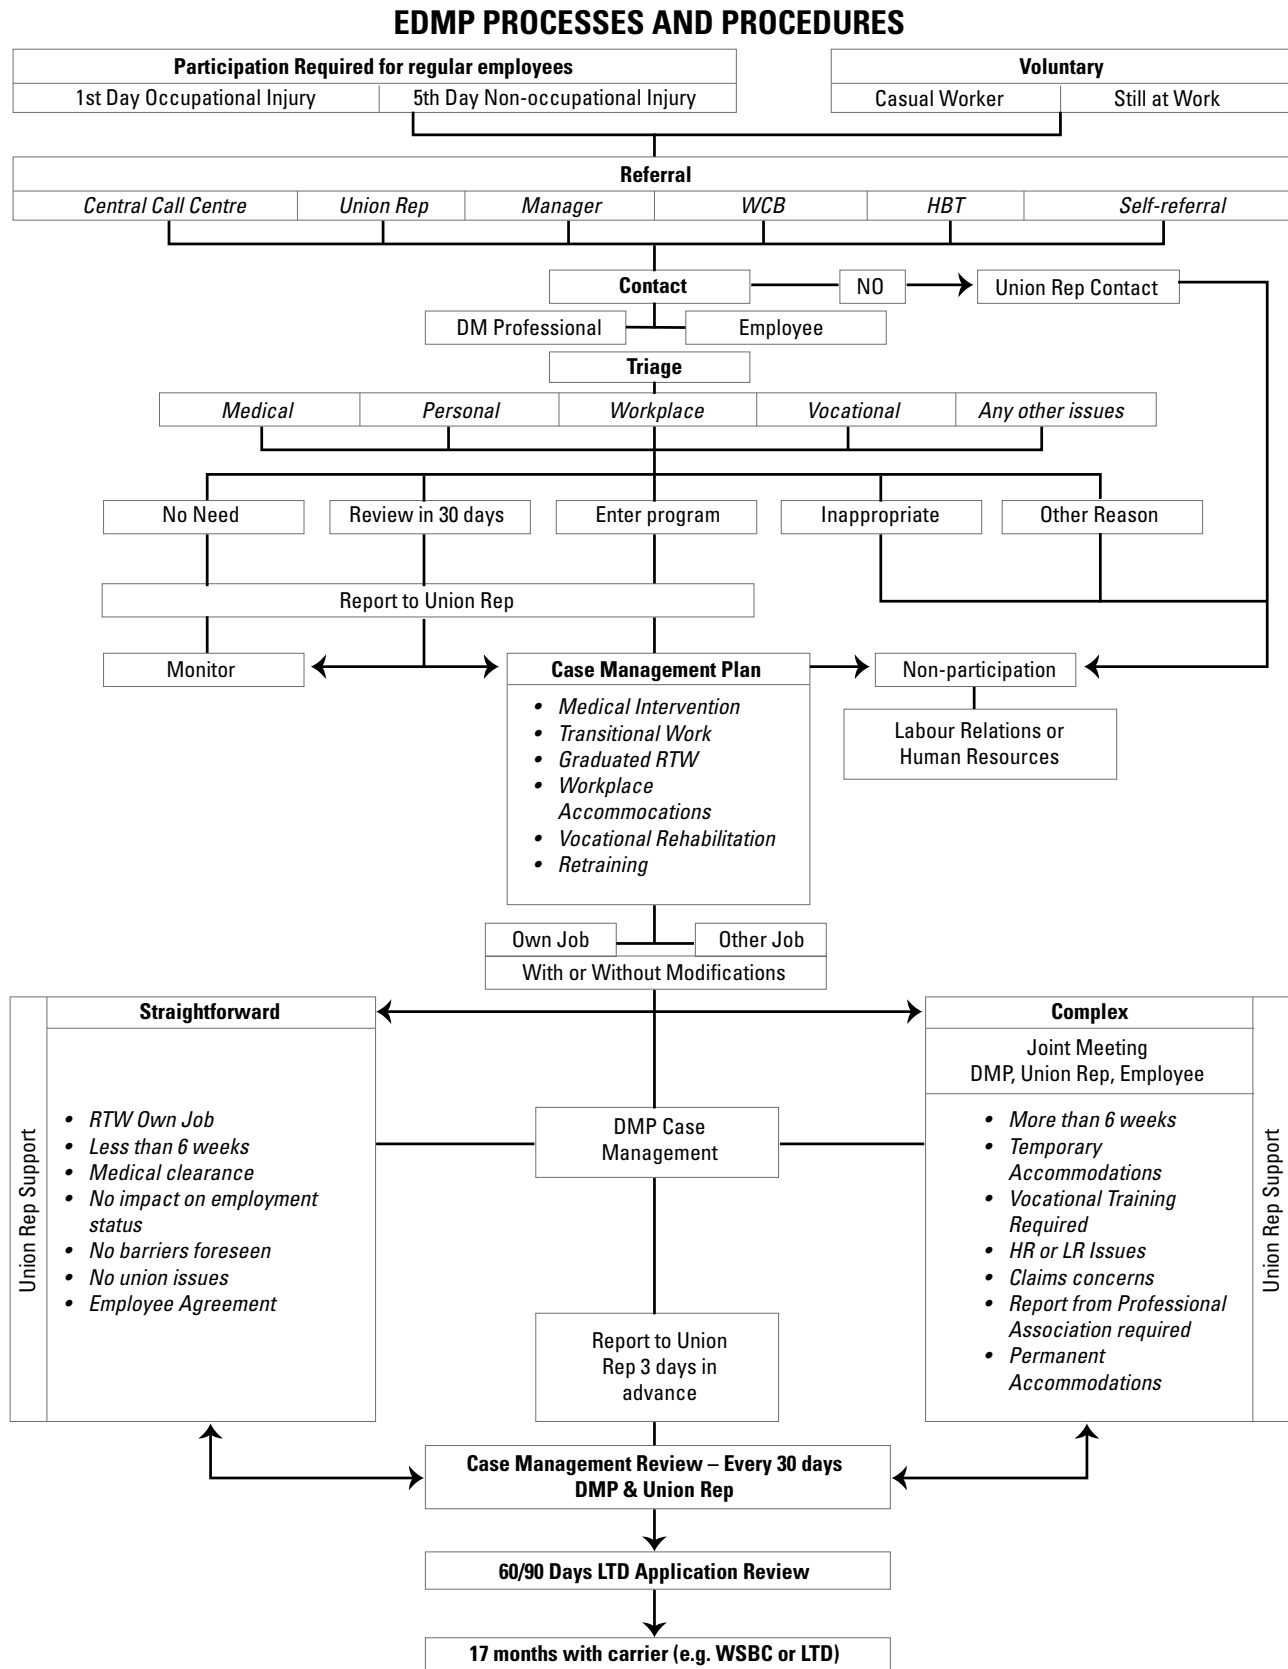 EDMP PROCESSES AND PROCEDURES
Participation Required for regular employees
1st Day Occupational Injury
5th Day Non-occupational Injury
Voluntary
Casual Worker
Still at Work
Referral
Central Call Centre
Union Rep
Manager
WCB
HBT
Self-referral
Contact
NO
Union Rep Contact
DM Professional
Employee
Triage
Medical
Personal
Workplace
Vocational
Any other issues
No Need
Review in 30 days
Enter program
Inappropriate
Other Reason
Report to Union Rep
Monitor
Case Management Plan
• Medical Intervention
• Transitional Work
• Graduated RTW
• Workplace
Accommocations
• Vocational Rehabilitation
• Retraining
Non-participation
Labour Relations or
Human Resources
Own Job
Other Job
With or Without Modifications
Union Rep Support
Straightforward
• RTW Own Job
• Less than 6 weeks
• Medical clearance
• No impact on employment
status
• No barriers foreseen
• No union issues
• Employee Agreement
DMP Case
Management
Report to Union
Rep 3 days in
advance
Complex
Joint Meeting
DMP, Union Rep, Employee
• More than 6 weeks
• Temporary
Accommodations
• Vocational Training
Required
• HR or LR Issues
• Claims concerns
• Report from Professional
Association required
• Permanent
Accommodations
Union Rep Support
Case Management Review – Every 30 days
DMP & Union Rep
60/90 Days LTD Application Review
17 months with carrier (e.g. WSBC or LTD)